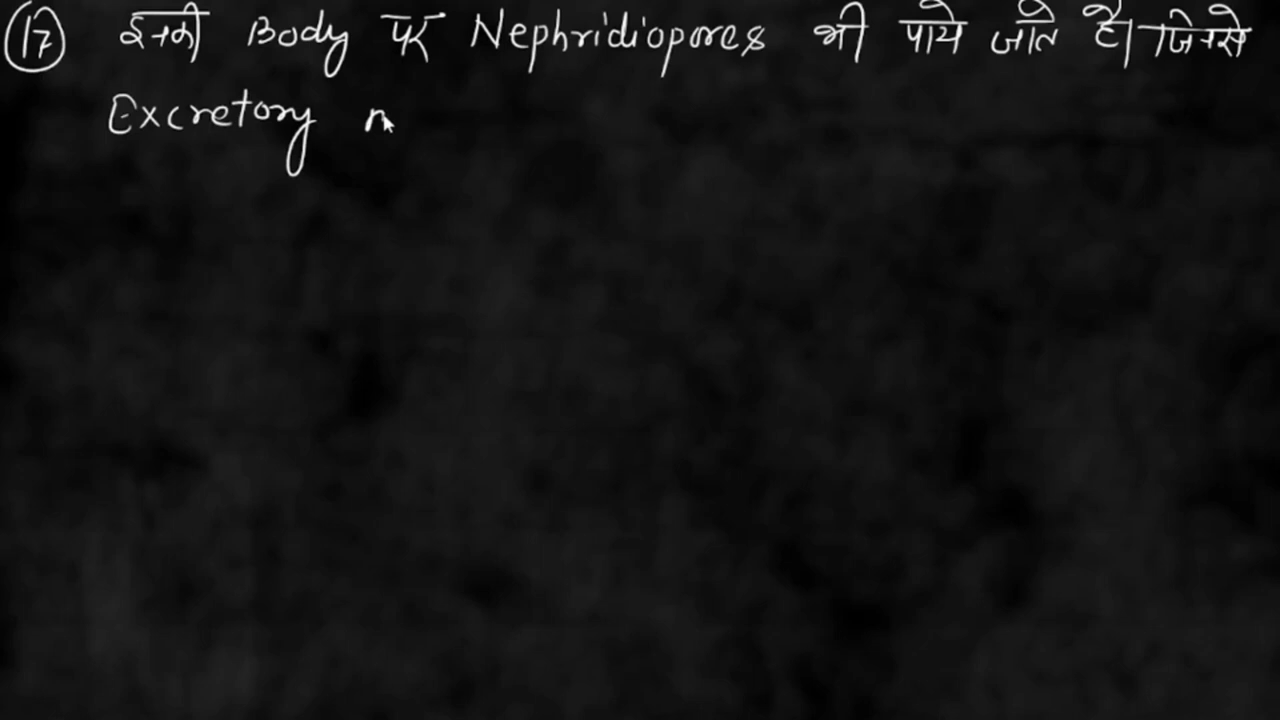 (17) इनकी Body पर Nephridiopores भी पाये जाते है। जिनसे
Excretory